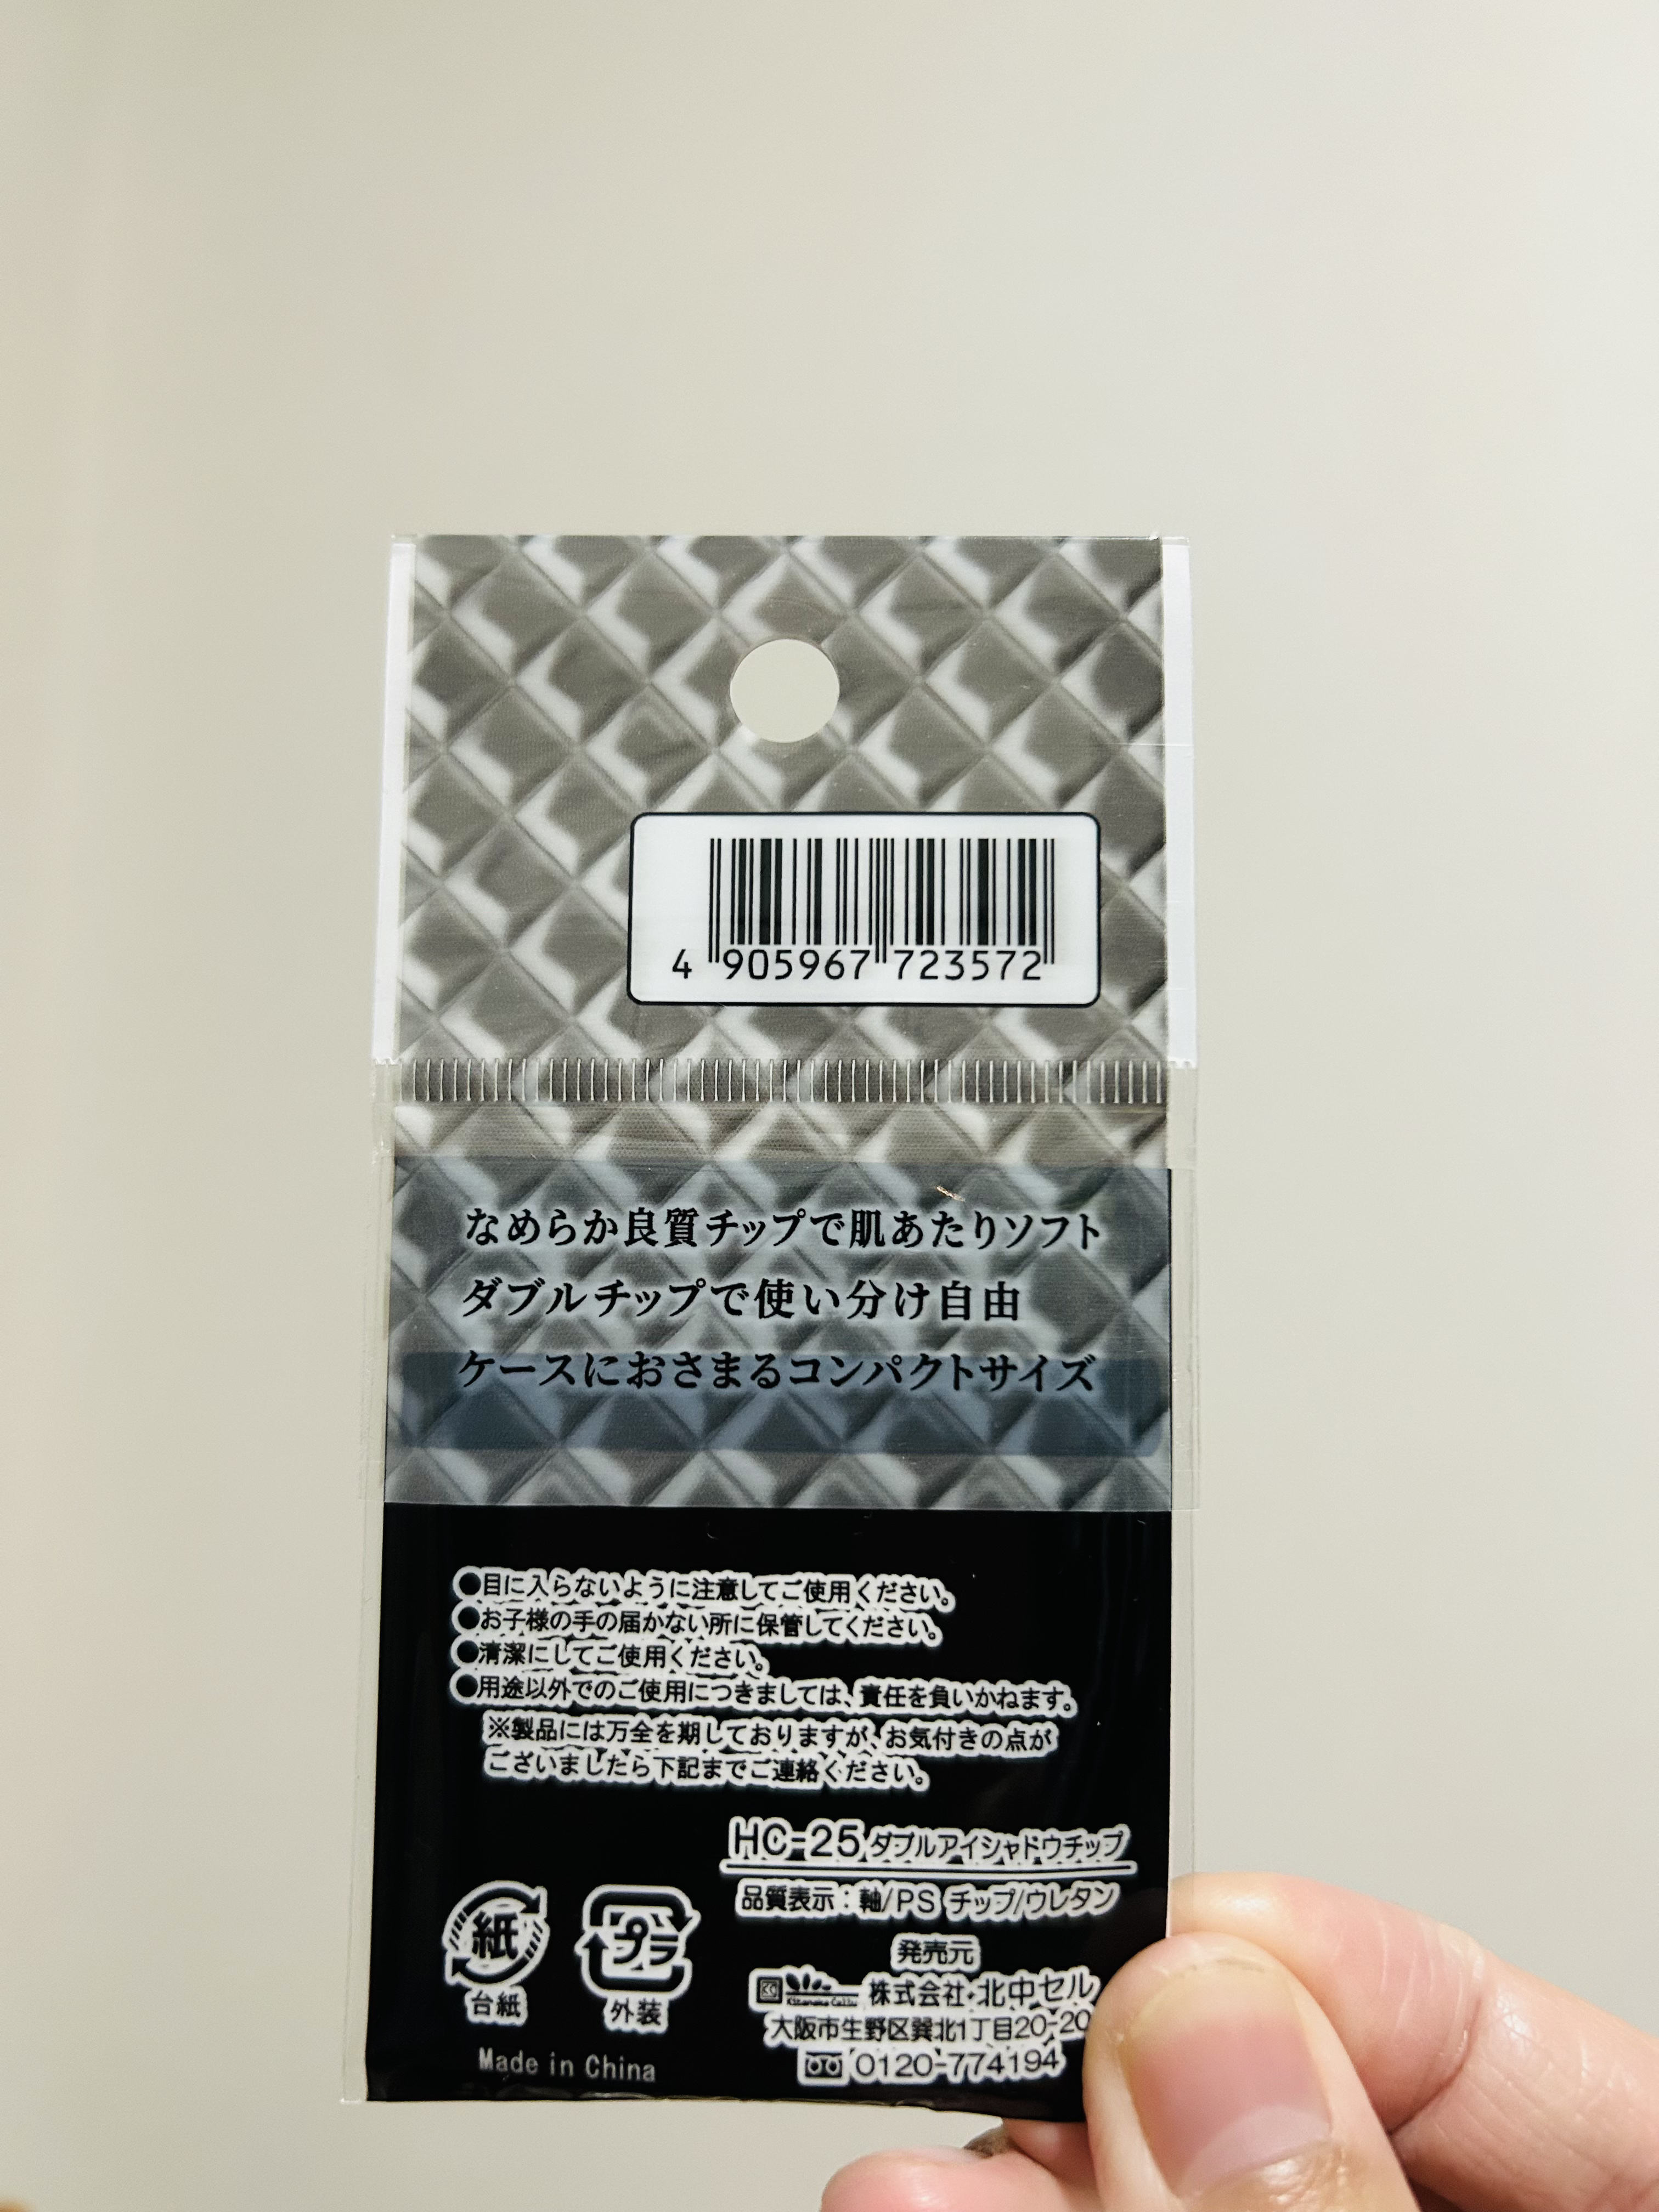 4 905967 723572
なめらか良質チップで肌あたりソフト
ダブルチップで使い分け自由
ケースにおさまるコンパクトサイズ
●目に入らないように注意してご使用ください。
●お子様の手の届かない所に保管してください。
●清潔にしてご使用ください。
●用途以外でのご使用につきましては、責任を負いかねます。
※製品には万全を期しておりますが、お気付きの点が
ございましたら下記までご連絡ください。
HC-25 ダブルアイシャドウチップ
品質表示：軸/PS チップ/ウレタン
発売元
KC 株式会社 北中セル
大阪市生野区巽北1丁目20-20
0120-774194
紙
台紙
プラ
外装
Made in China